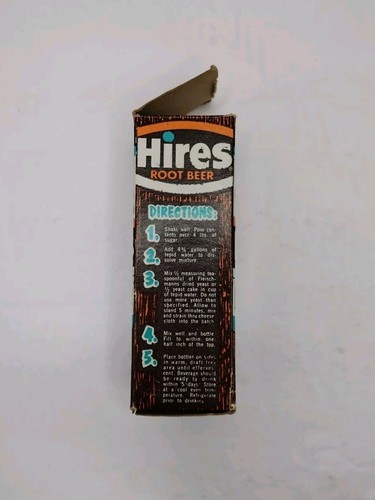 Hires
ROOT BEER
DIRECTIONS:
1. Shake well. Pour con-
tents over 4 lbs. of
sugar.
2. Add 4¾ gallons of
tepid water to dis-
solve mixture.
3. Mix ½ measuring tea-
spoonful of Fleisch-
mann's dried yeast or
½ yeast cake in cup
of tepid water. Do not
use more yeast than
specified. Allow to
stand 5 minutes, mix
and strain thru cheese
cloth into the batch.
4. Mix well and bottle.
Fill to within one-
half inch of the top.
5. Place bottles on sides
in warm, draft free
area until efferves-
cent. Beverage should
be ready to drink
within 5 days. Store
at a cool even tem-
perature. Refrigerate
prior to drinking.